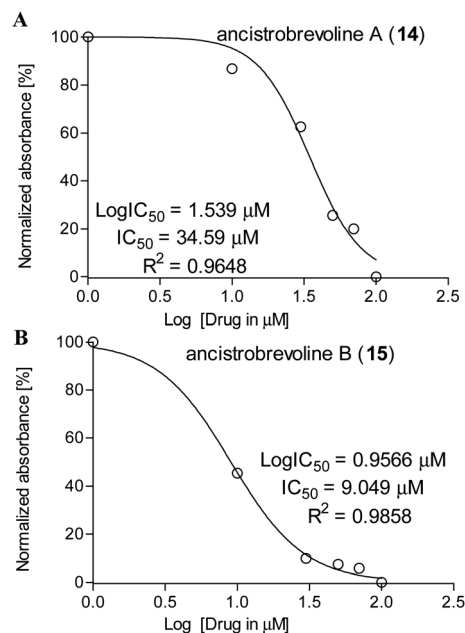 A
ancistrobrevoline A (14)
Normalized absorbance [%]
100
80
60
40
20
0
LogIC50 = 1.539 μM
IC50 = 34.59 μM
R2 = 0.9648
0.0 0.5 1.0 1.5 2.0 2.5
Log [Drug in μM]
B
ancistrobrevoline B (15)
Normalized absorbance [%]
100
80
60
40
20
0
LogIC50 = 0.9566 μM
IC50 = 9.049 μM
R2 = 0.9858
0.0 0.5 1.0 1.5 2.0 2.5
Log [Drug in μM]